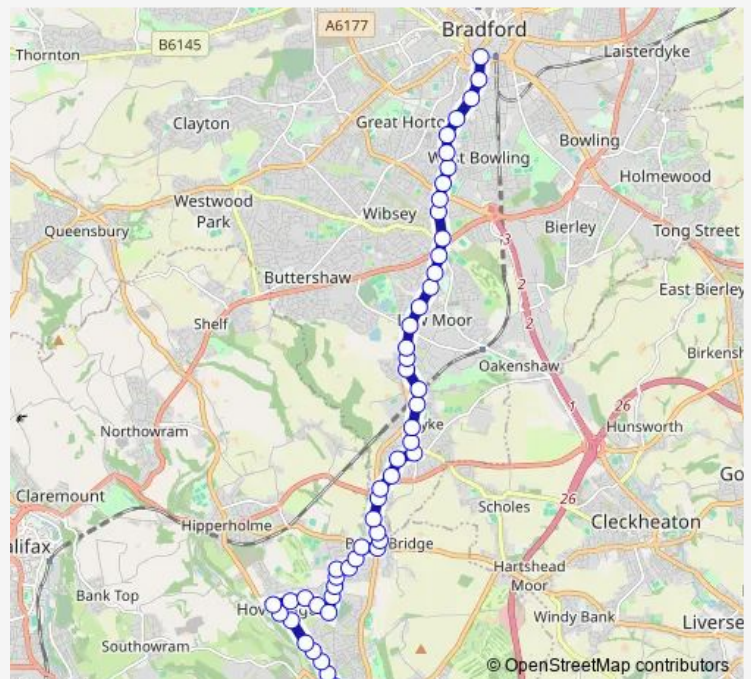 Bradford
A6177
B6145
Thornton
Laisterdyke
Clayton
Great Horto
Bowling
W st Bowling
Holmewood
Westwood
Park
Wibsey
Queensbury
Bierley
Tong Street
3
Buttershaw
2
East Bierley
Shelf
L w Moor
2
Oakenshaw
Birkensh
1
26
Northowram
yke
Hunsworth
Go
Claremount
26
Scholes
Hipperholme
Cleckheaton
alifax
B Bridge
Hartshead
Moor
Bank Top
Hov g
Windy Bank
Liverse
Southowram
© OpenStreetMap contributors